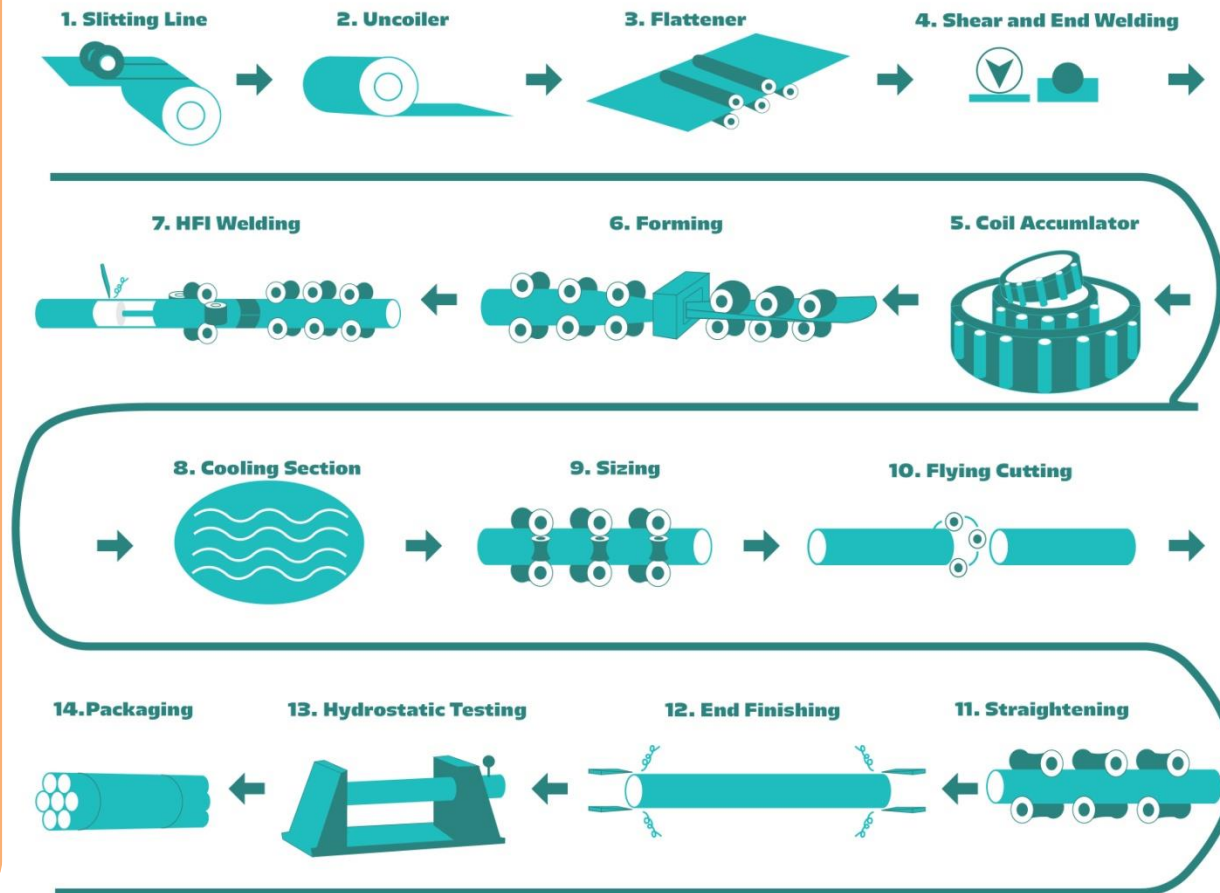 1. Slitting Line
2. Uncoiler
3. Flattener
4. Shear and End Welding
5. Coil Accumlator
6. Forming
7. HFI Welding
8. Cooling Section
9. Sizing
10. Flying Cutting
11. Straightening
12. End Finishing
13. Hydrostatic Testing
14.Packaging